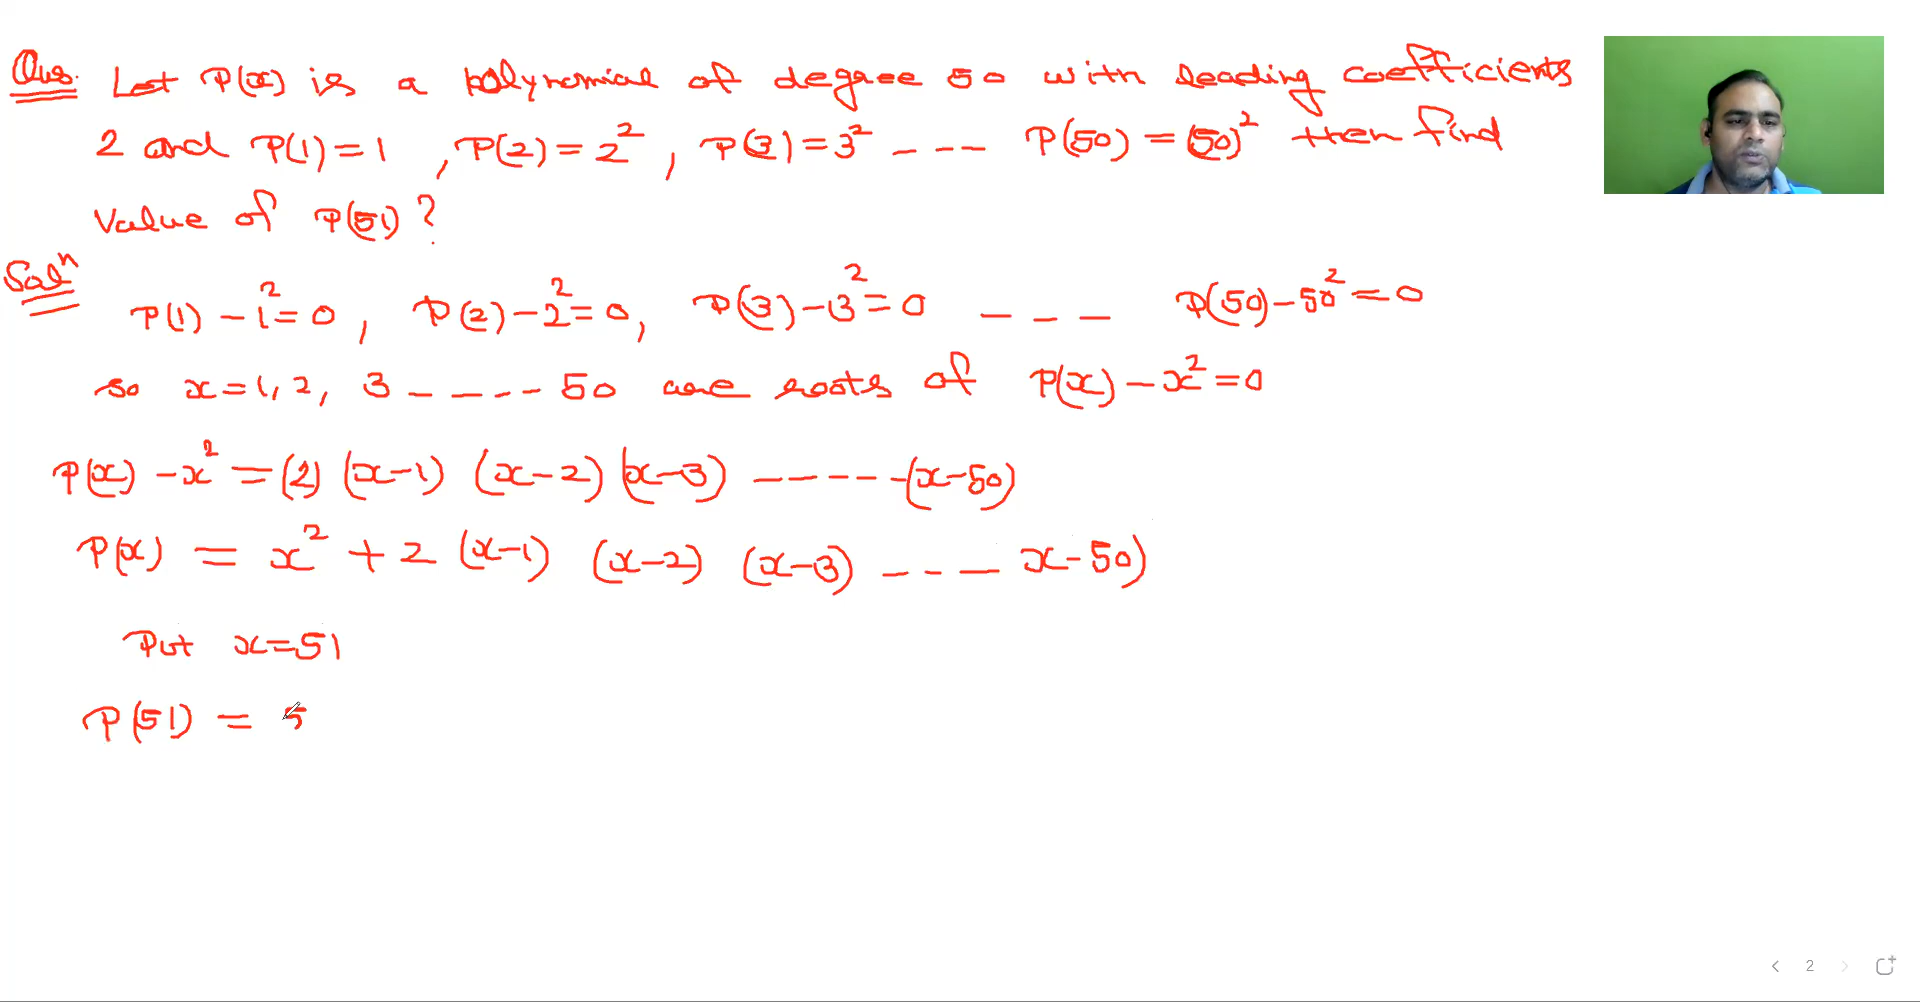 Ques. Let P(x) is a polynomial of degree 50 with leading coefficients
2 and P(1)=1, P(2)=2², P(3)=3² ---- P(50)=(50)² then find
value of P(51)?
Solⁿ
P(1)-1²=0, P(2)-2²=0, P(3)-3²=0 --- P(50)-50²=0
so x=1,2, 3 ----- 50 are roots of P(x)-x²=0
P(x)-x²=(2)(x-1)(x-2)(x-3) ------(x-50)
P(x) = x²+2(x-1)(x-2)(x-3) ---- x-50)
Put x=51
P(51) = 5
2